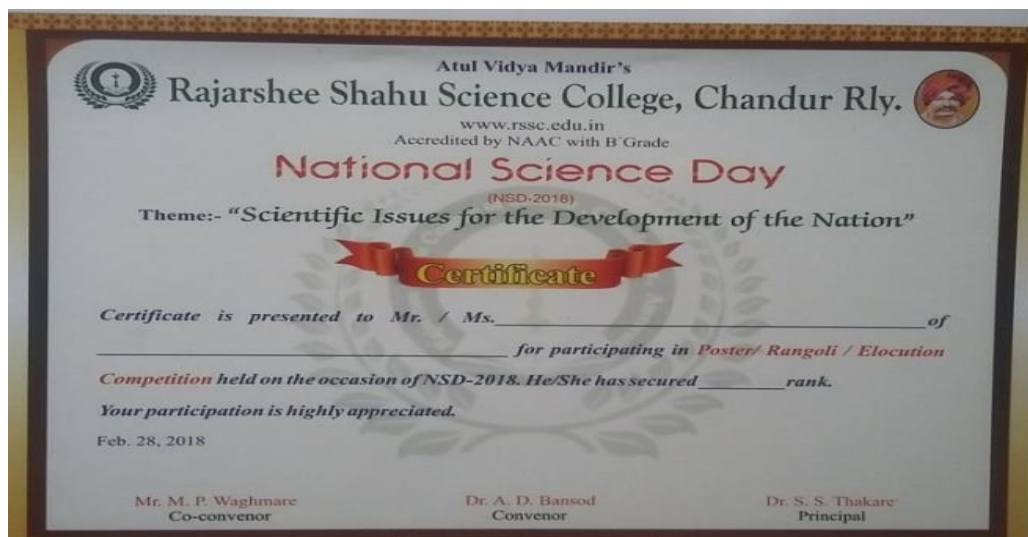 Atul Vidya Mandir's
Rajarshee Shahu Science College, Chandur Rly.
www.rssc.edu.in
Accredited by NAAC with B+Grade
National Science Day
(NSD-2018)
Theme:- "Scientific Issues for the Development of the Nation"
Certificate
Certificate is presented to Mr. / Ms.____________________of
____________________ for participating in Poster/ Rangoli / Elocution
Competition held on the occasion of NSD-2018. He/She has secured________rank.
Your participation is highly appreciated.
Feb. 28, 2018
Mr. M. P. Waghmare Dr. A. D. Bansod Dr. S. S. Thakare
Co-convenor Convenor Principal